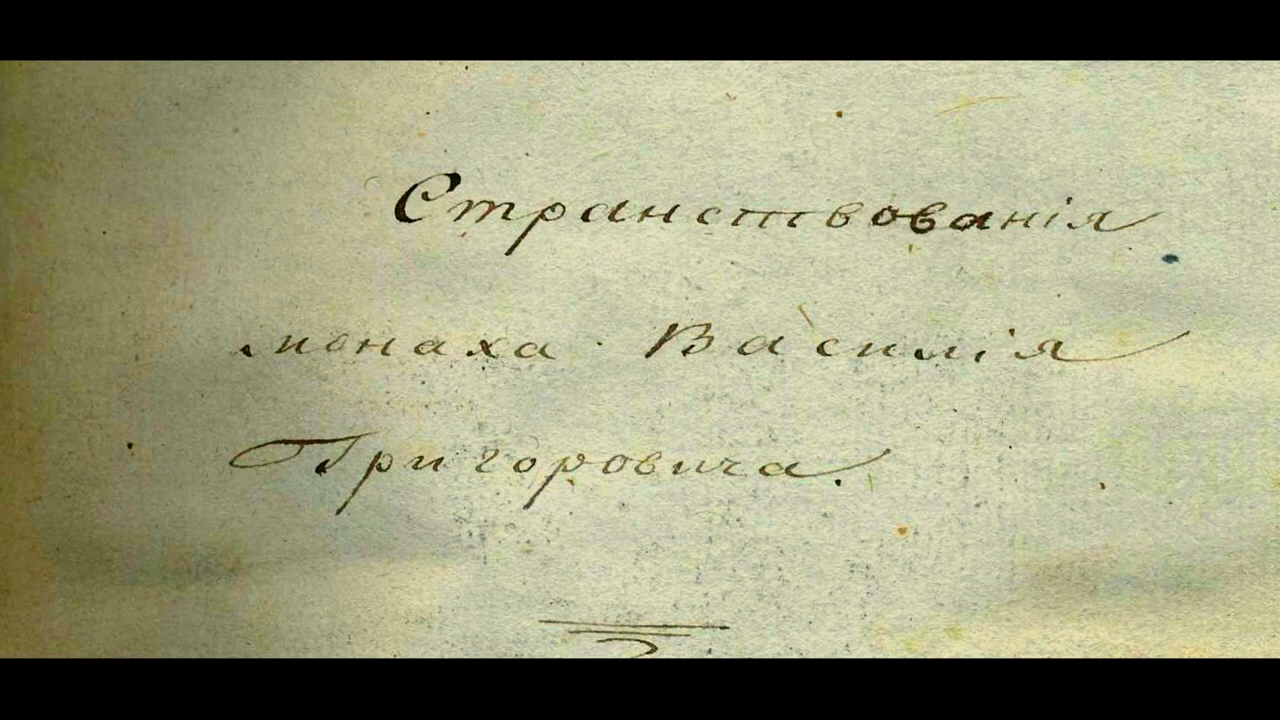 Странствованія
монаха Василія
Григоровича.